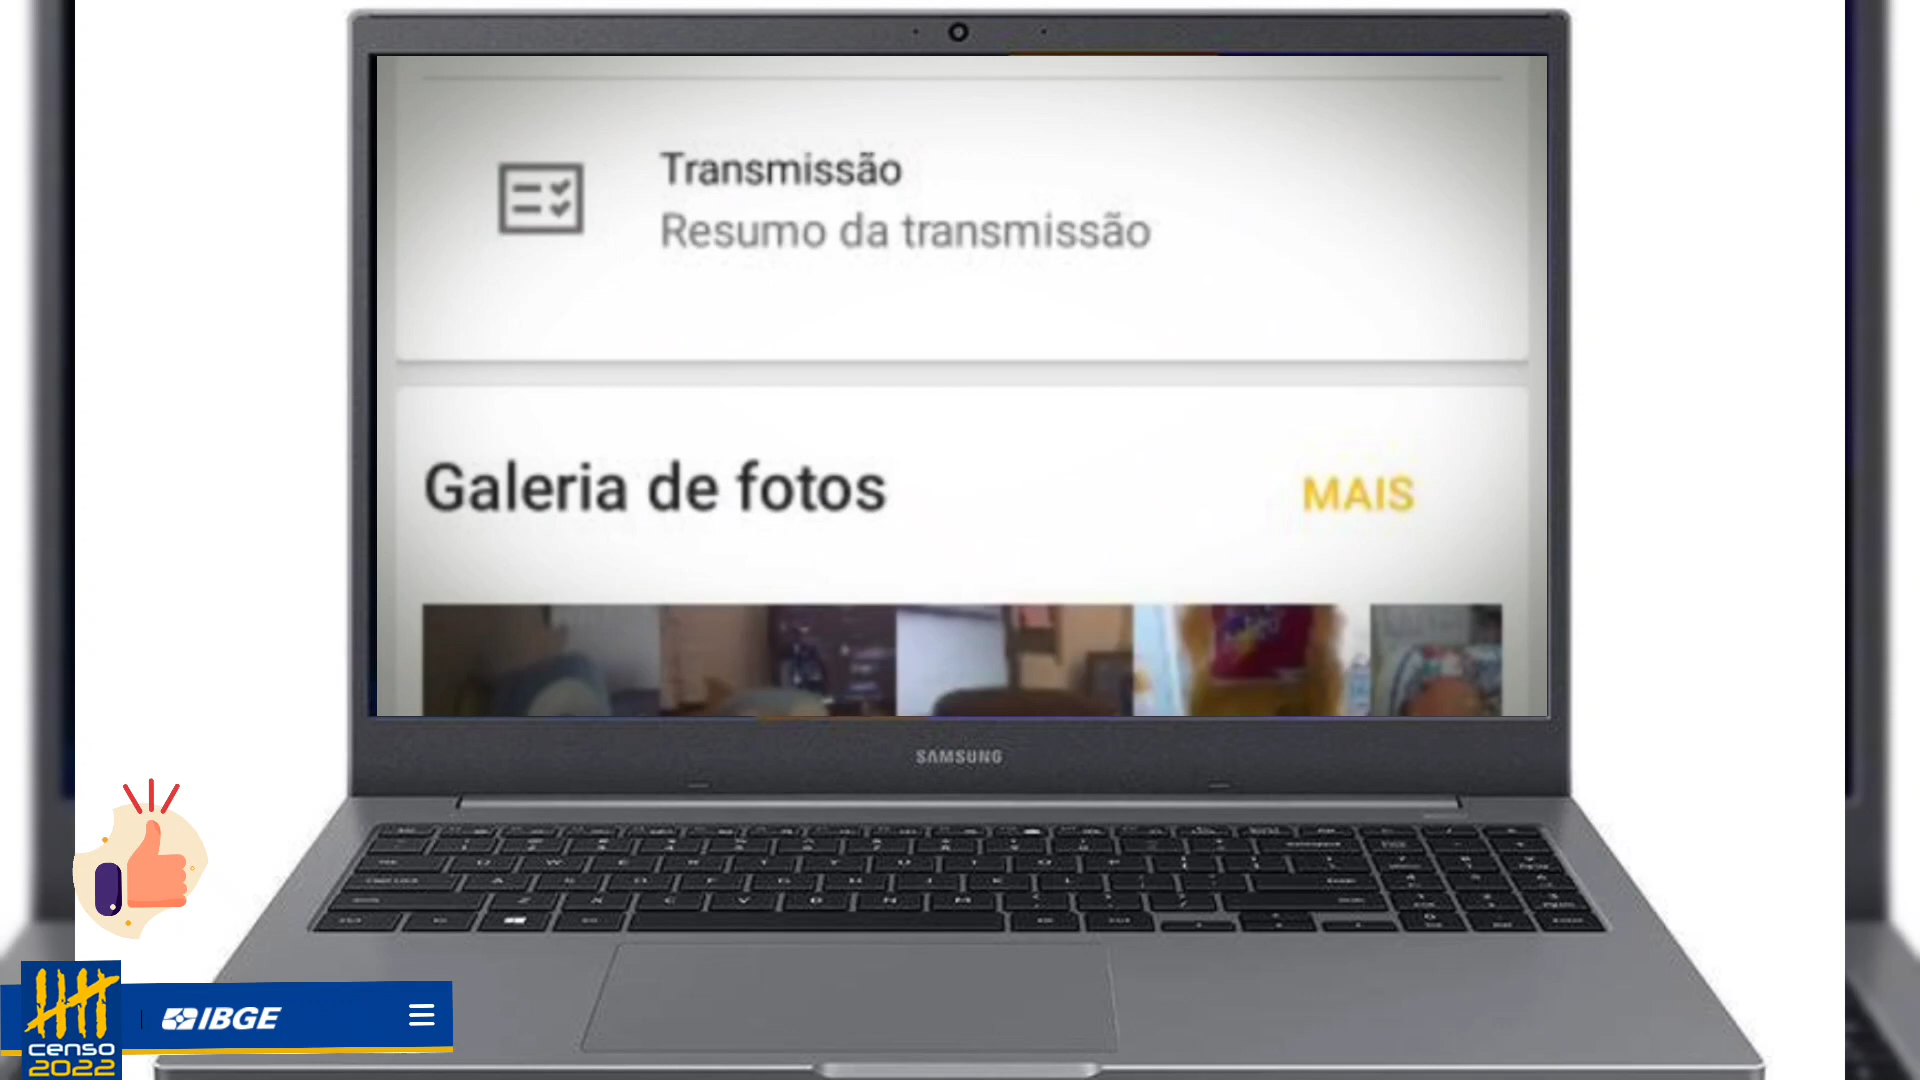 Transmissão
Resumo da transmissão
Galeria de fotos
MAIS
SAMSUNG
IBGE
censo
2022